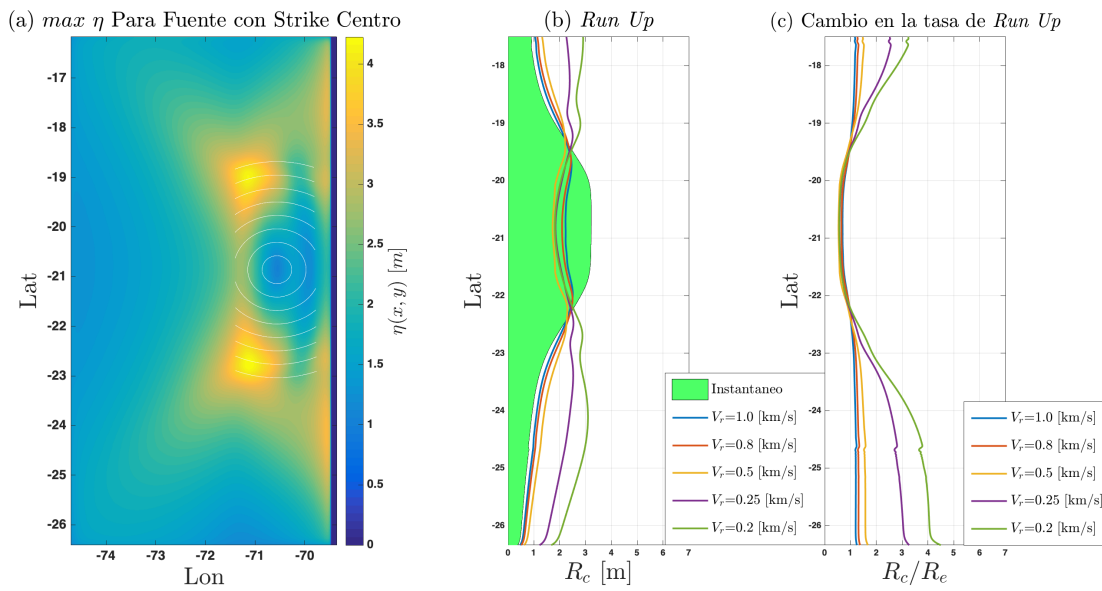 (a) max η Para Fuente con Strike Centro
-17
-18
-19
-20
-21
-22
-23
-24
-25
-26
Lat
-74
-73
-72
-71
-70
Lon
4
3.5
3
2.5
2
1.5
1
0.5
0
η(x, y) [m]
(b) Run Up
-18
-19
-20
-21
-22
-23
-24
-25
-26
Lat
0
1
2
3
4
5
6
7
R_c [m]
Instantaneo
V_r=1.0 [km/s]
V_r=0.8 [km/s]
V_r=0.5 [km/s]
V_r=0.25 [km/s]
V_r=0.2 [km/s]
(c) Cambio en la tasa de Run Up
-18
-19
-20
-21
-22
-23
-24
-25
-26
Lat
0
1
2
3
4
5
6
7
R_c/R_e
V_r=1.0 [km/s]
V_r=0.8 [km/s]
V_r=0.5 [km/s]
V_r=0.25 [km/s]
V_r=0.2 [km/s]